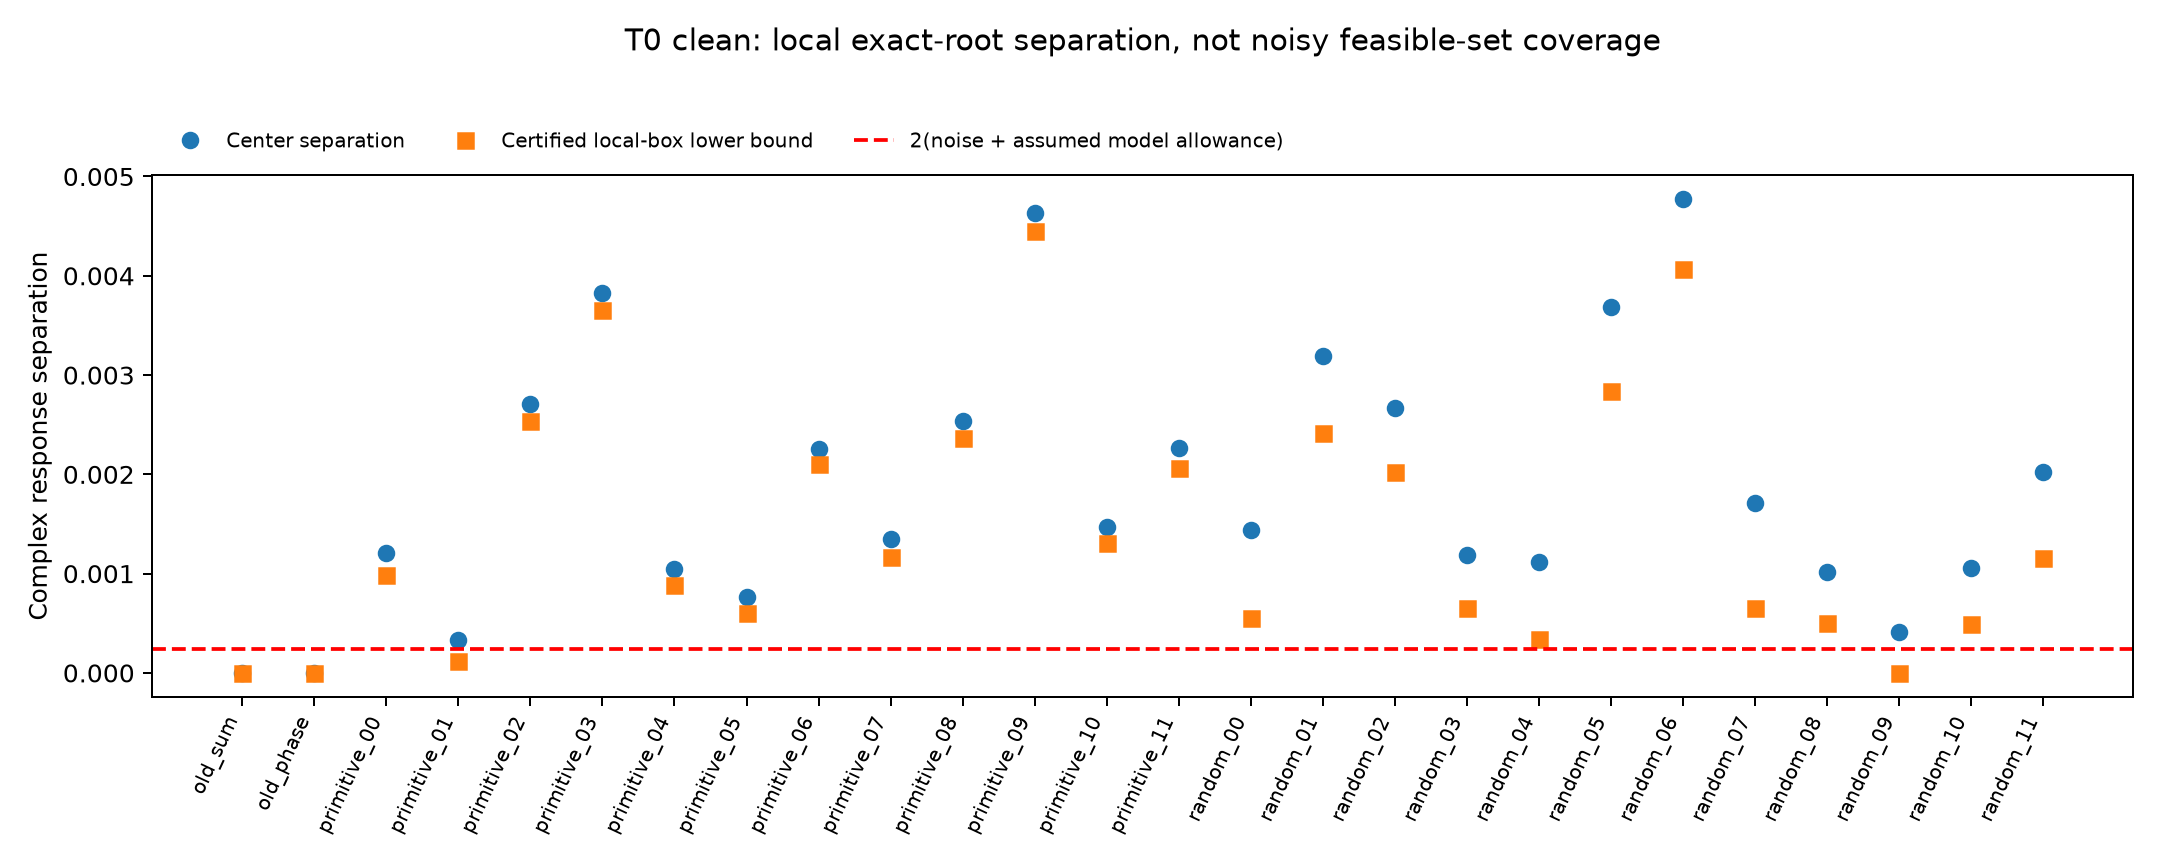 T0 clean: local exact-root separation, not noisy feasible-set coverage
Center separation
Certified local-box lower bound
2(noise + assumed model allowance)
Complex response separation
0.005
0.004
0.003
0.002
0.001
0.000
old_sum
old_phase
primitive_00
primitive_01
primitive_02
primitive_03
primitive_04
primitive_05
primitive_06
primitive_07
primitive_08
primitive_09
primitive_10
primitive_11
random_00
random_01
random_02
random_03
random_04
random_05
random_06
random_07
random_08
random_09
random_10
random_11